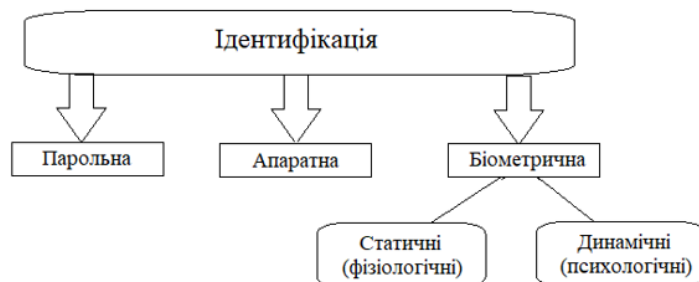 Ідентифікація
Парольна
Апаратна
Біометрична
Статичні
(фізіологічні)
Динамічні
(психологічні)